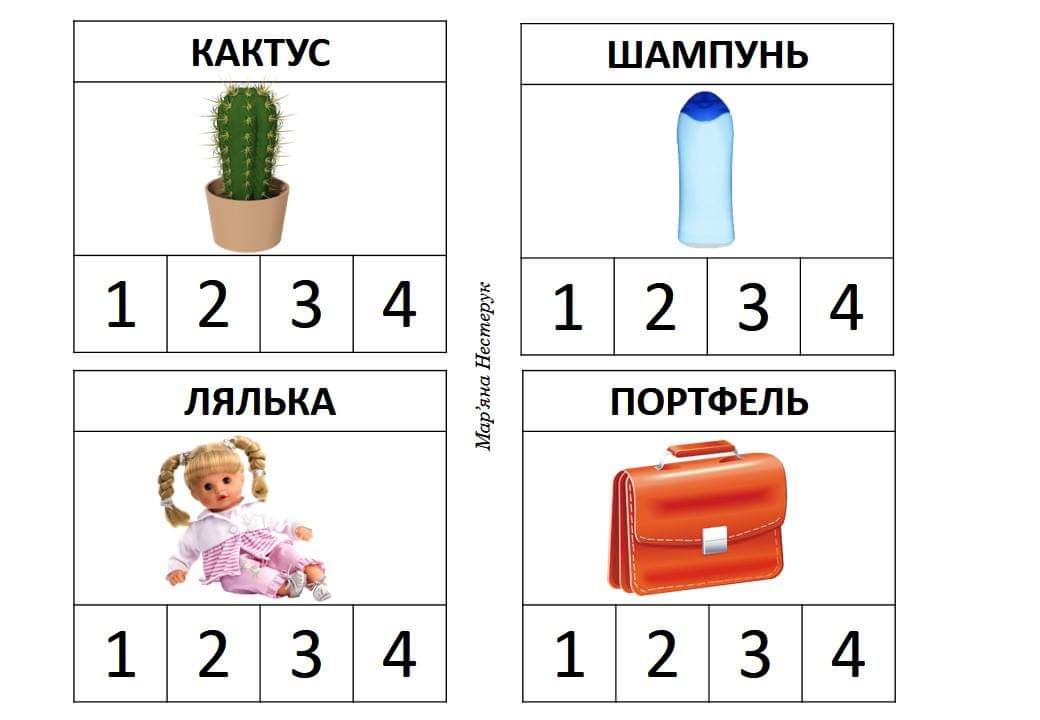 КАКТУС
1 2 3 4
ШАМПУНЬ
1 2 3 4
Мар’яна Нестерук
ЛЯЛЬКА
1 2 3 4
ПОРТФЕЛЬ
1 2 3 4